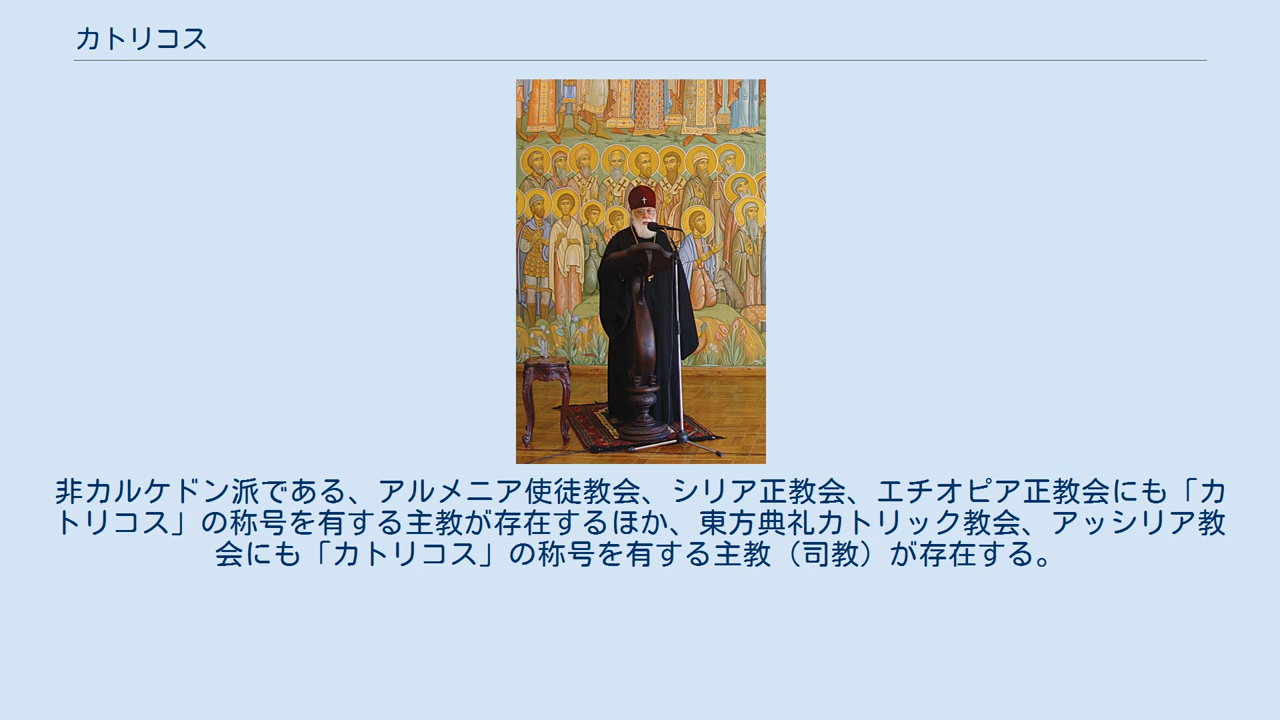 カトリコス
非カルケドン派である、アルメニア使徒教会、シリア正教会、エチオピア正教会にも「カ
トリコス」の称号を有する主教が存在するほか、東方典礼カトリック教会、アッシリア教
会にも「カトリコス」の称号を有する主教（司教）が存在する。